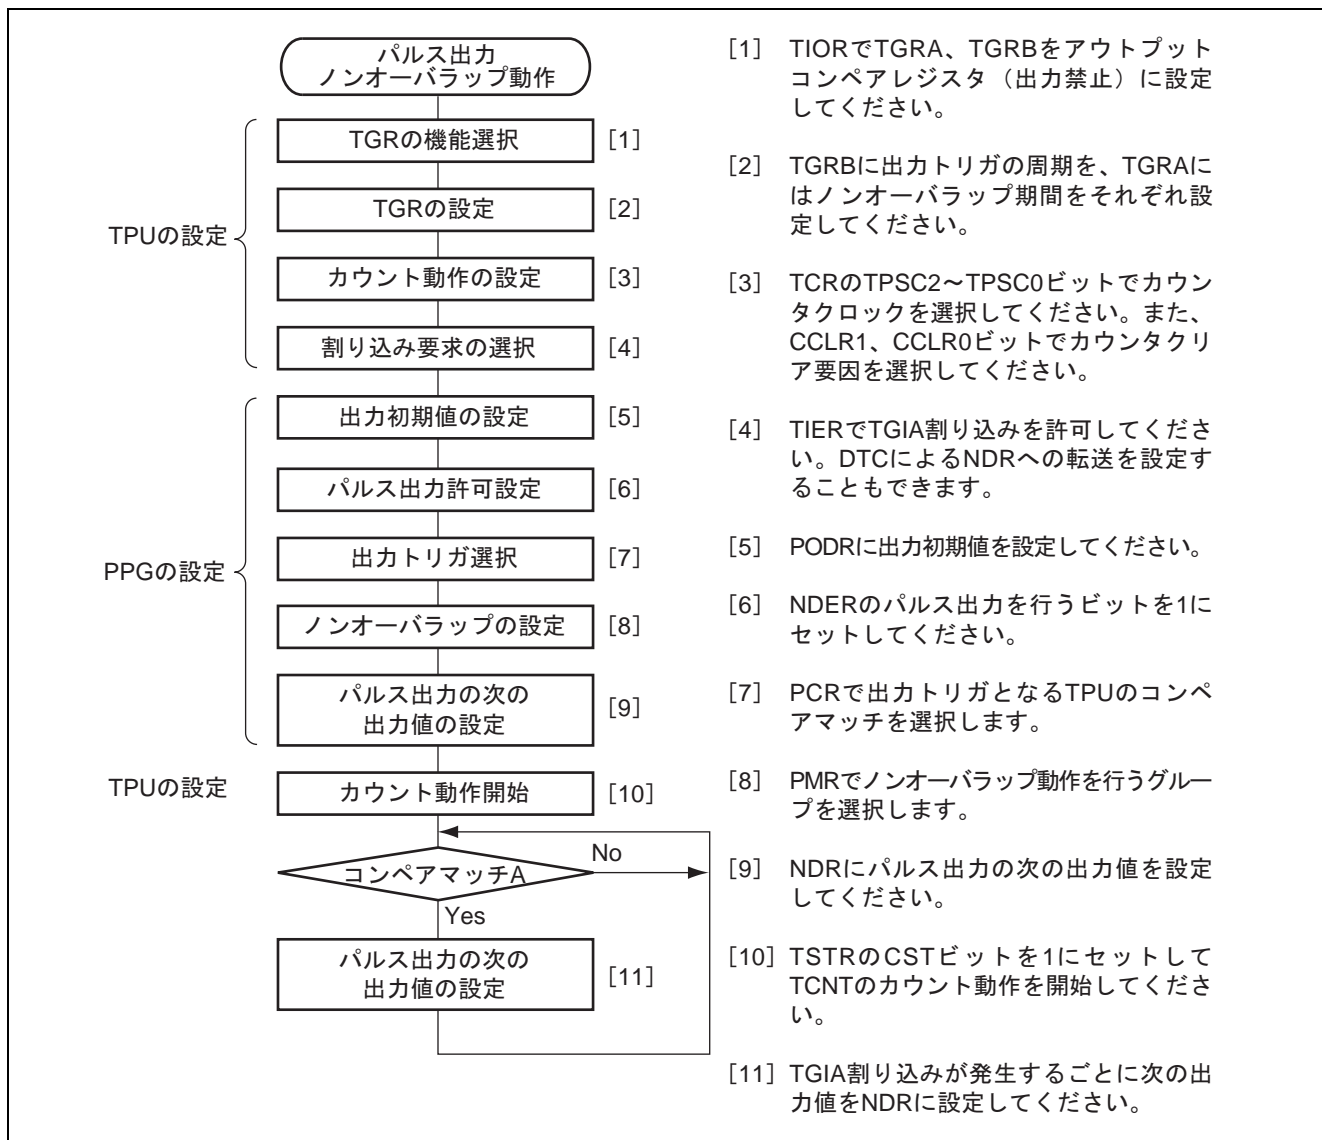 パルス出力
ノンオーバラップ動作
TPUの設定
TGRの機能選択 [1]
TGRの設定 [2]
カウント動作の設定 [3]
割り込み要求の選択 [4]
PPGの設定
出力初期値の設定 [5]
パルス出力許可設定 [6]
出力トリガ選択 [7]
ノンオーバラップの設定 [8]
パルス出力の次の
出力値の設定
[9]
TPUの設定
カウント動作開始 [10]
コンペアマッチA
No
Yes
パルス出力の次の
出力値の設定
[11]
[1] TIORでTGRA、TGRBをアウトプット
コンペアレジスタ（出力禁止）に設定
してください。
[2] TGRBに出力トリガの周期を、TGRAに
はノンオーバラップ期間をそれぞれ設
定してください。
[3] TCRのTPSC2～TPSC0ビットでカウン
タクロックを選択してください。また、
CCLR1、CCLR0ビットでカウンタクリ
ア要因を選択してください。
[4] TIERでTGIA割り込みを許可してくださ
い。DTCによるNDRへの転送を設定す
ることもできます。
[5] PODRに出力初期値を設定してください。
[6] NDERのパルス出力を行うビットを1に
セットしてください。
[7] PCRで出力トリガとなるTPUのコンペ
アマッチを選択します。
[8] PMRでノンオーバラップ動作を行うグルー
プを選択します。
[9] NDRにパルス出力の次の出力値を設定
してください。
[10] TSTRのCSTビットを1にセットして
TCNTのカウント動作を開始してくださ
い。
[11] TGIA割り込みが発生するごとに次の出
力値をNDRに設定してください。